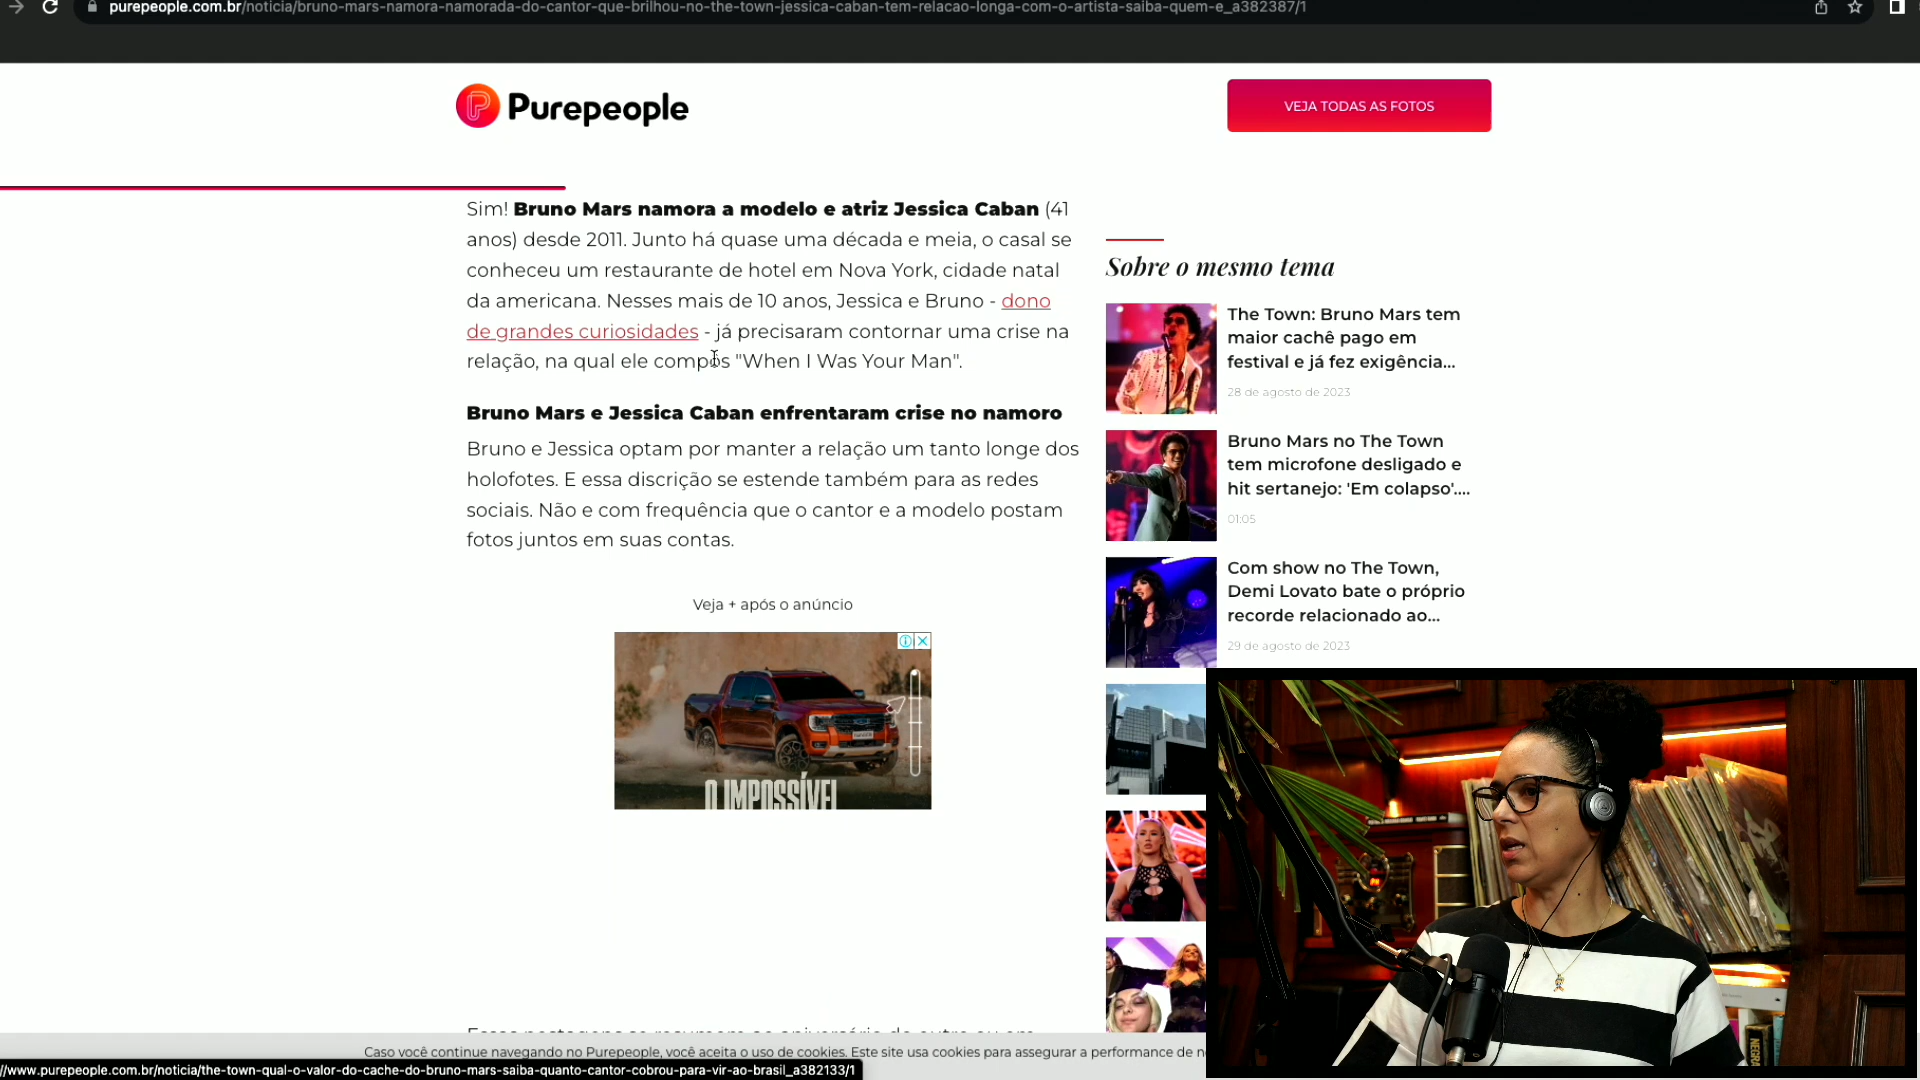 purepeople.com.br/noticia/bruno-mars-namora-namorada-do-cantor-que-brilhou-no-the-town-jessica-caban-tem-relacao-longa-com-o-artista-saiba-quem-e_a382387/1
Purepeople
VEJA TODAS AS FOTOS
Sim! Bruno Mars namora a modelo e atriz Jessica Caban (41
anos) desde 2011. Junto há quase uma década e meia, o casal se
conheceu um restaurante de hotel em Nova York, cidade natal
da americana. Nesses mais de 10 anos, Jessica e Bruno - dono
de grandes curiosidades - já precisaram contornar uma crise na
relação, na qual ele compôs "When I Was Your Man".
Bruno Mars e Jessica Caban enfrentaram crise no namoro
Bruno e Jessica optam por manter a relação um tanto longe dos
holofotes. E essa discrição se estende também para as redes
sociais. Não e com frequência que o cantor e a modelo postam
fotos juntos em suas contas.
Veja + após o anúncio
O IMPOSSÍVEL
Sobre o mesmo tema
The Town: Bruno Mars tem
maior cachê pago em
festival e já fez exigência...
28 de agosto de 2023
Bruno Mars no The Town
tem microfone desligado e
hit sertanejo: 'Em colapso'....
01:05
Com show no The Town,
Demi Lovato bate o próprio
recorde relacionado ao...
29 de agosto de 2023
Caso você continue navegando no Purepeople, você aceita o uso de cookies. Este site usa cookies para assegurar a performance de
//www.purepeople.com.br/noticia/the-town-qual-o-valor-do-cache-do-bruno-mars-saiba-quanto-cantor-cobrou-para-vir-ao-brasil_a382133/1